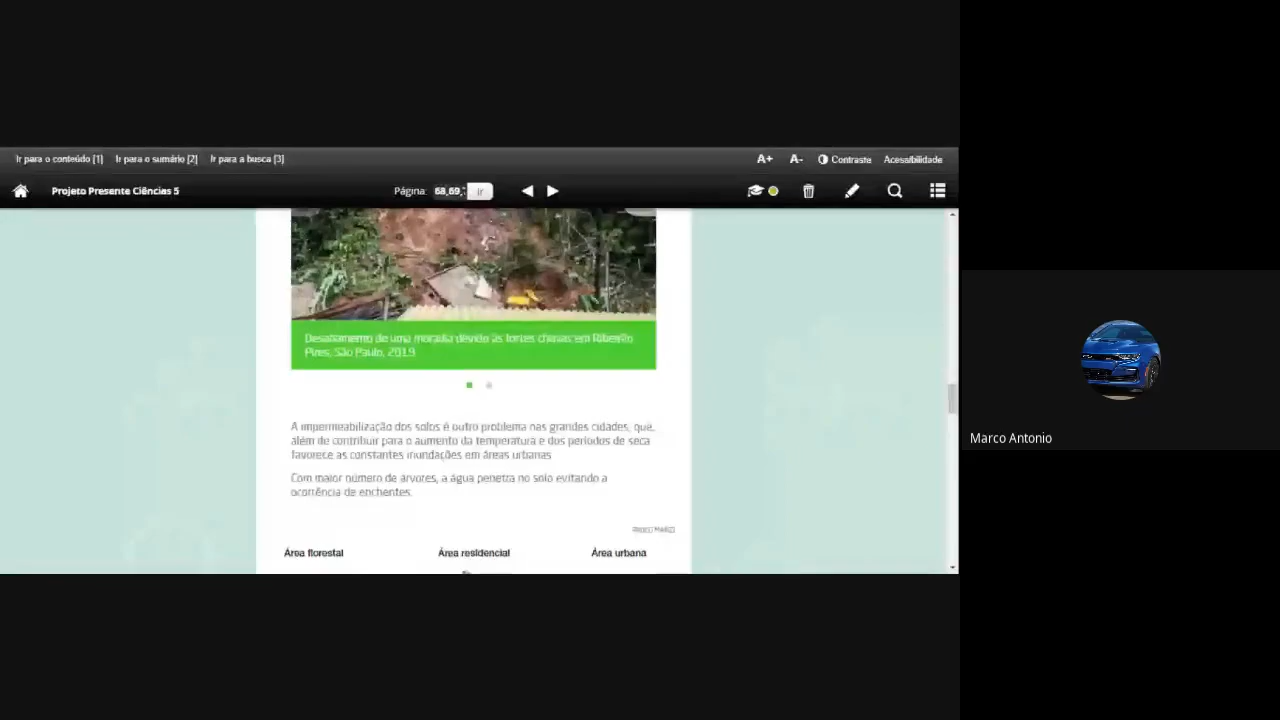 Ir para o conteúdo [1] Ir para o sumário [2] Ir para a busca [3] A+ A- Contraste Acessibilidade
Projeto Presente Ciências 5 Página: 68,69, Ir
Desabamento de uma moradia devido às fortes chuvas em Ribeirão
Pires, São Paulo, 2019.
A impermeabilização dos solos é outro problema nas grandes cidades, que,
além de contribuir para o aumento da temperatura e dos períodos de seca
favorece as constantes inundações em áreas urbanas
Com maior número de árvores, a água penetra no solo evitando a
ocorrência de enchentes.
Área florestal Área residencial Área urbana
Marco Antonio